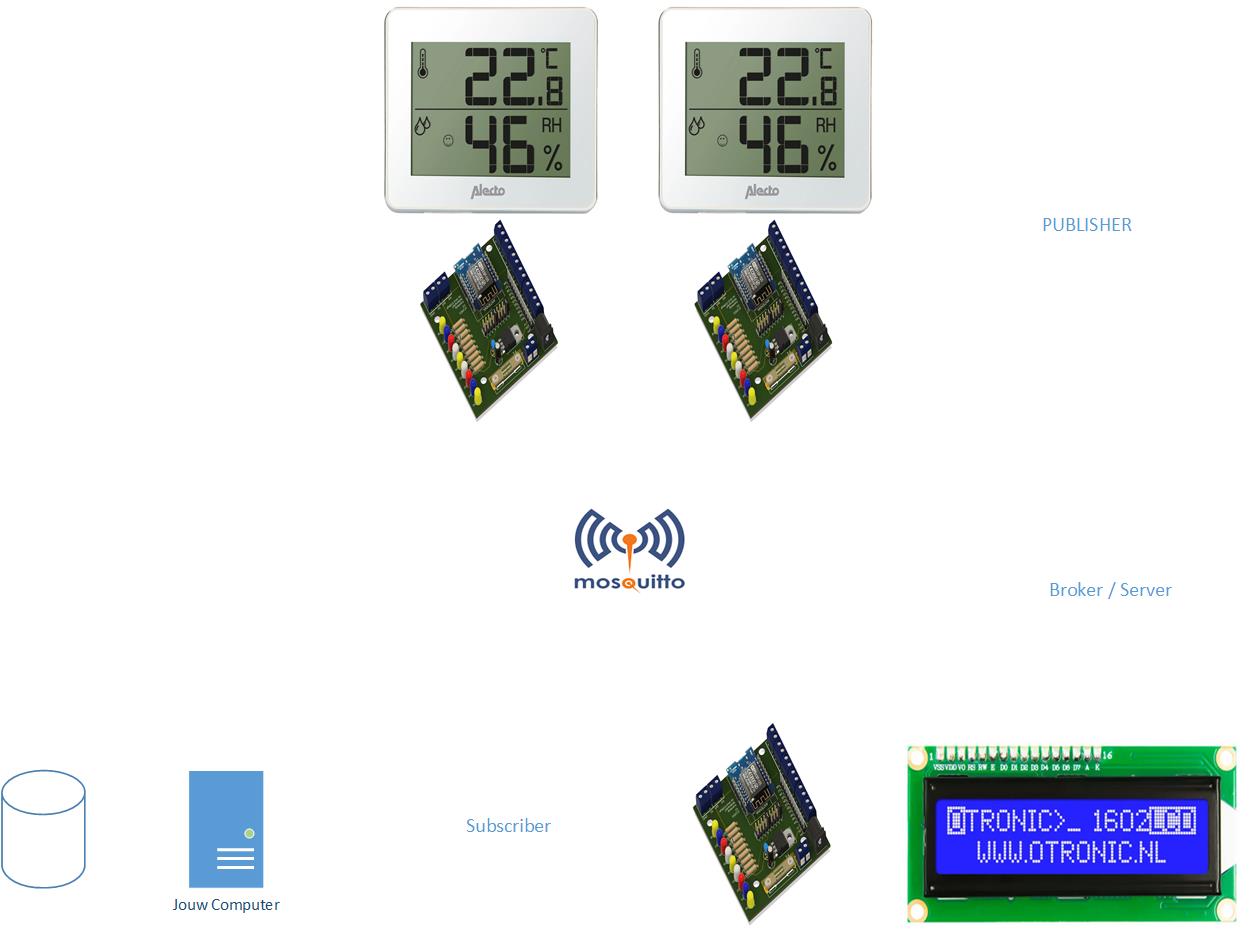 22.8 °C
46 % RH
Alecto
22.8 °C
46 % RH
Alecto
PUBLISHER
mosquitto
Broker / Server
Subscriber
Jouw Computer
1 16
VSS VDD VO RS RW E D0 D1 D2 D3 D4 D5 D6 D7 A K
OTRONIC>_ 1602LCD
WWW.OTRONIC.NL